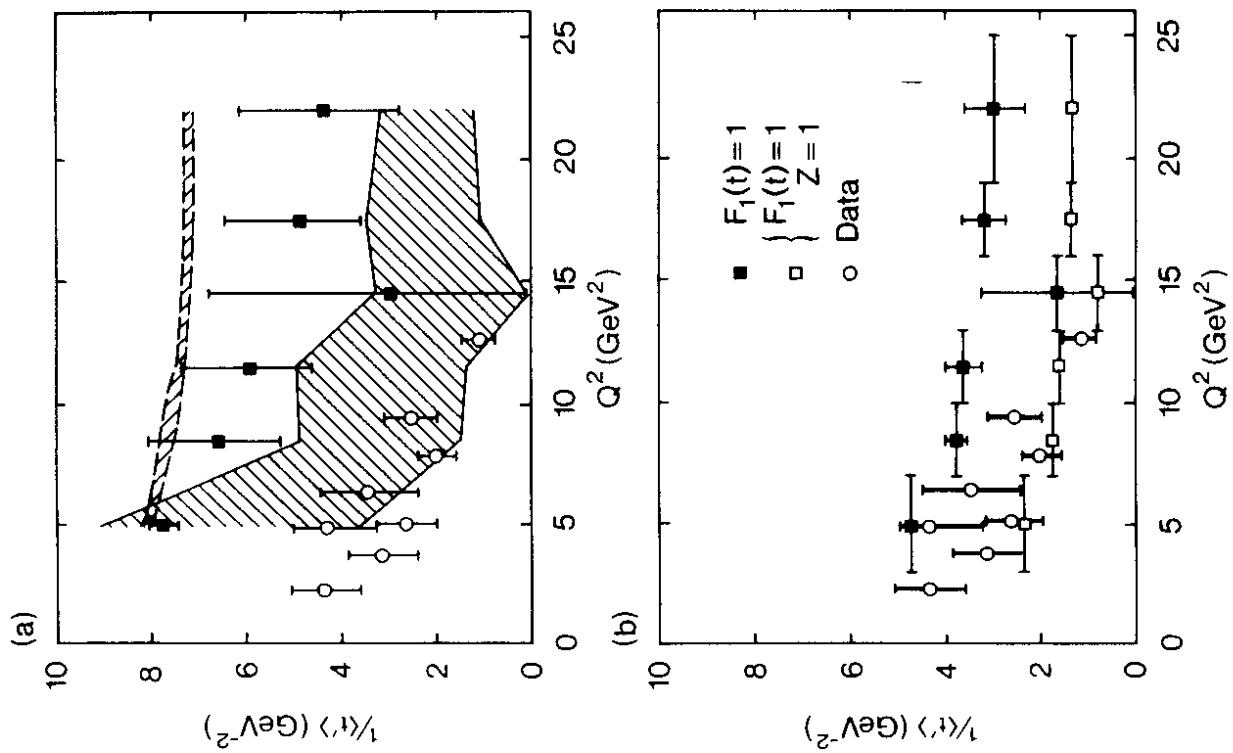 (a)
10
8
6
4
2
0
1/⟨t'⟩ (GeV⁻²)
0 5 10 15 20 25
Q² (GeV²)
(b)
10
8
6
4
2
0
1/⟨t'⟩ (GeV⁻²)
0 5 10 15 20 25
Q² (GeV²)
■ F₁(t)=1
□ { F₁(t)=1
Z=1
○ Data